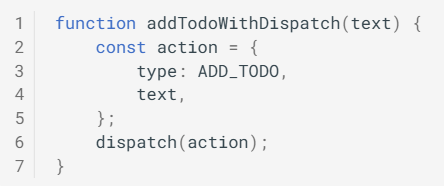 1 function addTodoWithDispatch(text) {
2     const action = {
3         type: ADD_TODO,
4         text,
5     };
6     dispatch(action);
7 }